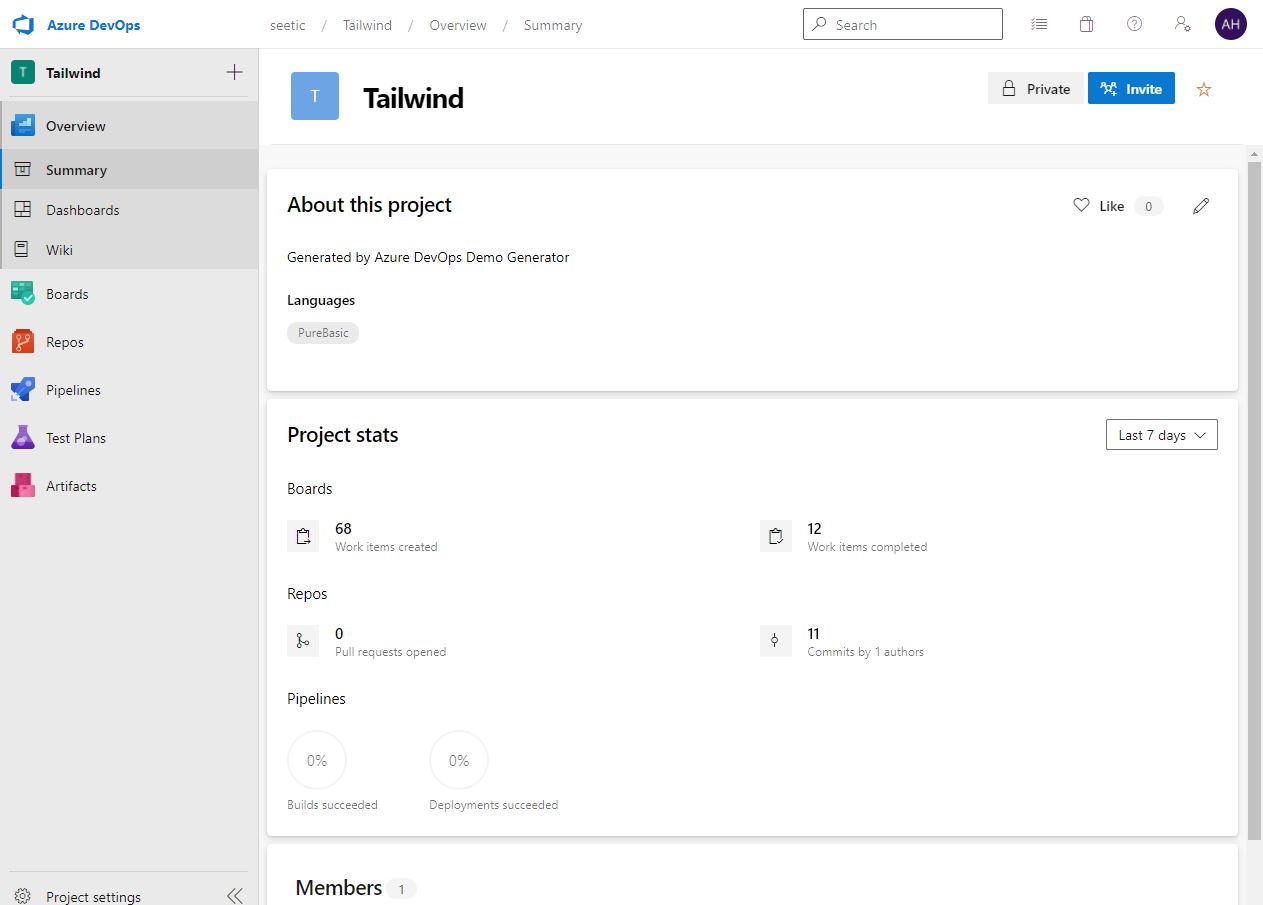 Azure DevOps
seetic / Tailwind / Overview / Summary
Search
AH
T Tailwind
Overview
Summary
Dashboards
Wiki
Boards
Repos
Pipelines
Test Plans
Artifacts
Project settings
T Tailwind
Private
Invite
About this project
Like 0
Generated by Azure DevOps Demo Generator
Languages
PureBasic
Project stats
Last 7 days
Boards
68
Work items created
12
Work items completed
Repos
0
Pull requests opened
11
Commits by 1 authors
Pipelines
0%
Builds succeeded
0%
Deployments succeeded
Members 1